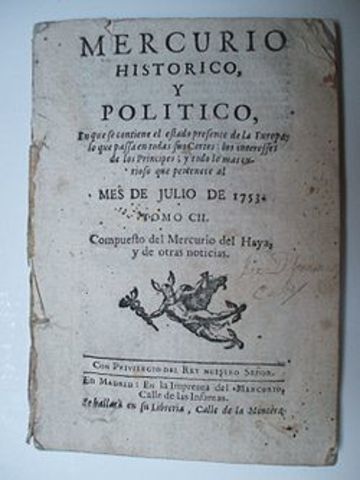 MERCURIO
HISTORICO,
Y
POLITICO,
En que se contiene el estado presente de la Europa,
lo que passa en todas sus Cortes: los interesses
de los Principes; y todo lo mas cu-
rioso que pertenece al
MES DE JULIO DE 1753.
TOMO CII.
Compuesto del Mercurio del Haya,
y de otras noticias.
CON PRIVILEGIO DEL REY NUESTRO SEÑOR.
En MADRID: En la Imprenta del MERCURIO,
Calle de las Infantas.
Se hallarà en su Libreria, Calle de la Montera.